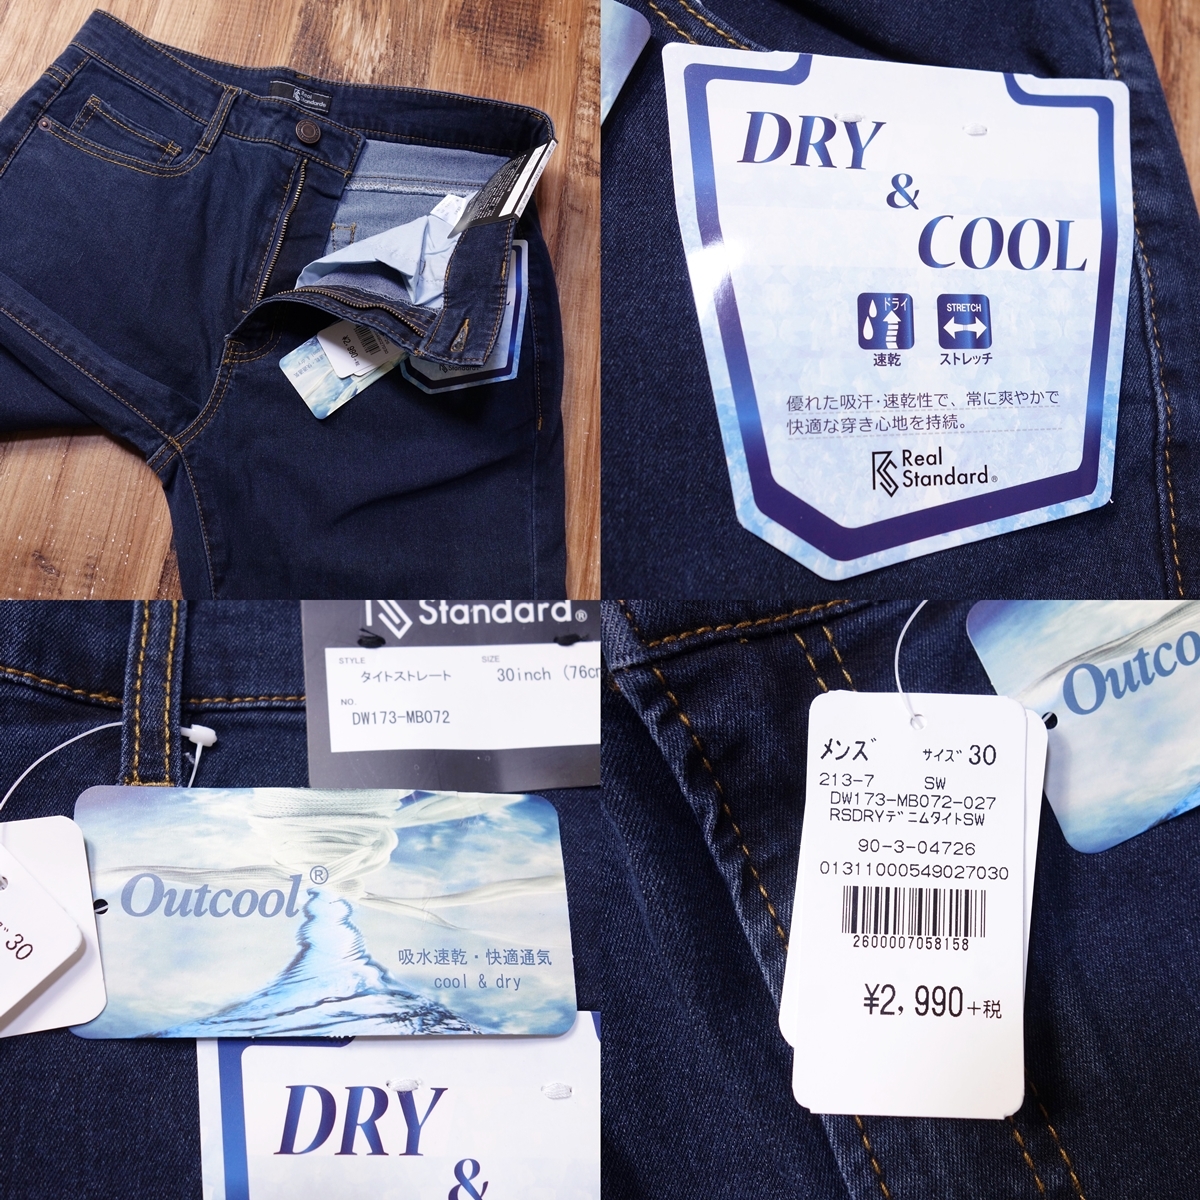 Real
Standard
¥2,990
DRY
&
COOL
ドライ
速乾
STRETCH
ストレッチ
優れた吸汗・速乾性で、常に爽やかで
快適な穿き心地を持続。
Real
Standard®
Standard®
STYLE
タイトストレート
SIZE
30inch (76cm
NO.
DW173-MB072
Outcool®
吸水速乾・快適通気
cool & dry
30
DRY
&
Outcoo
メンズ サイズ 30
213-7 SW
DW173-MB072-027
RSDRYデニムタイトSW
90-3-04726
01311000549027030
2600007058158
¥2,990+税